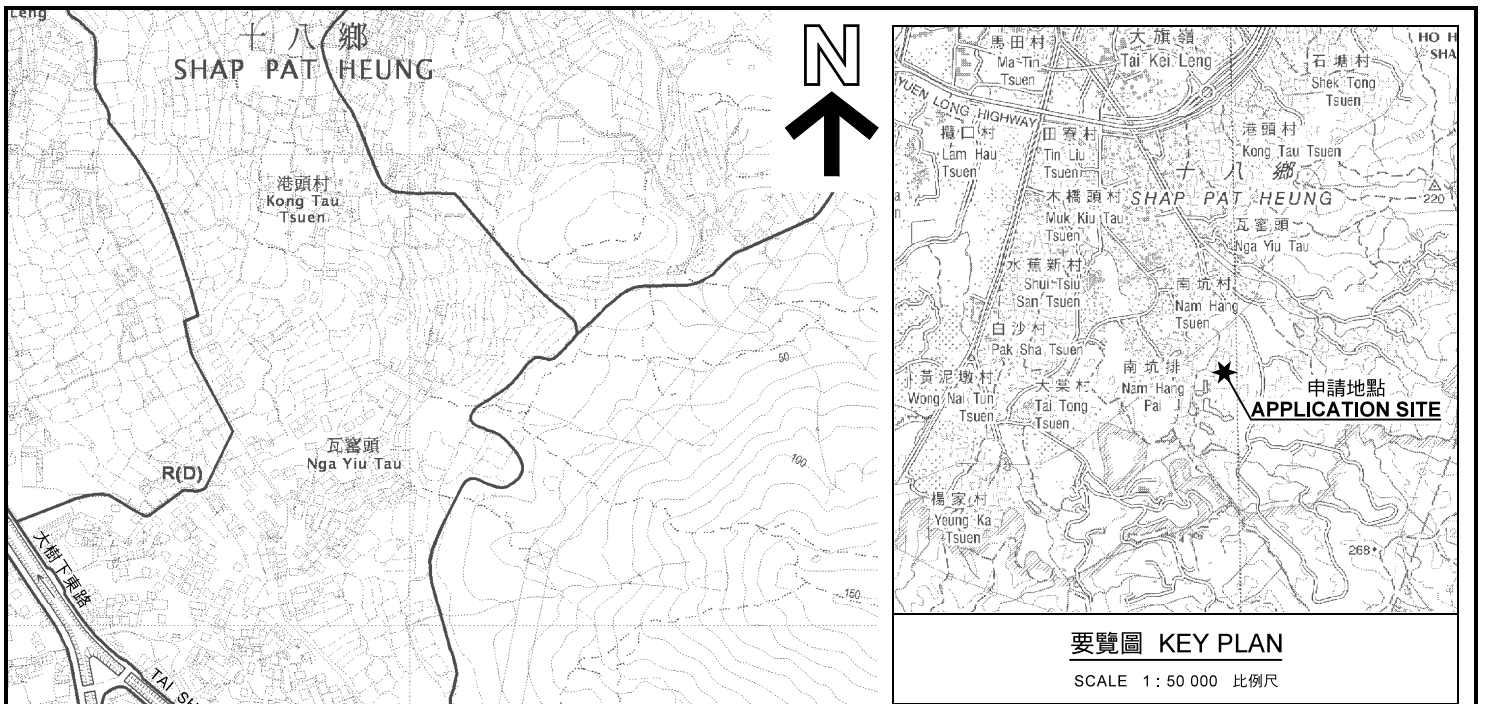 Leng
十 八 鄉
SHAP PAT HEUNG
港頭村
Kong Tau
Tsuen
50
100
瓦窰頭
Nga Yiu Tau
R(D)
大樹下東路
150
TAI SH
N
馬田村
Ma Tin
Tsuen
大旗嶺
Tai Kei Leng
HO H
SHA
石塘村
Shek Tong
Tsuen
YUEN LONG HIGHWAY
欖口村
Lam Hau
Tsuen
田寮村
Tin Liu
Tsuen
港頭村
Kong Tau Tsuen
十 八 鄉
SHAP PAT HEUNG
220
木橋頭村
Muk Kiu Tau
Tsuen
瓦窰頭
Nga Yiu Tau
水蕉新村
Shui Tsiu
San Tsuen
南坑村
Nam Hang
Tsuen
白沙村
Pak Sha Tsuen
黃泥墩村
Wong Nai Tun
Tsuen
大棠村
Tai Tong
Tsuen
南坑排
Nam Hang
Pai
申請地點
APPLICATION SITE
楊家村
Yeung Ka
Tsuen
268
要覽圖 KEY PLAN
SCALE 1 : 50 000 比例尺